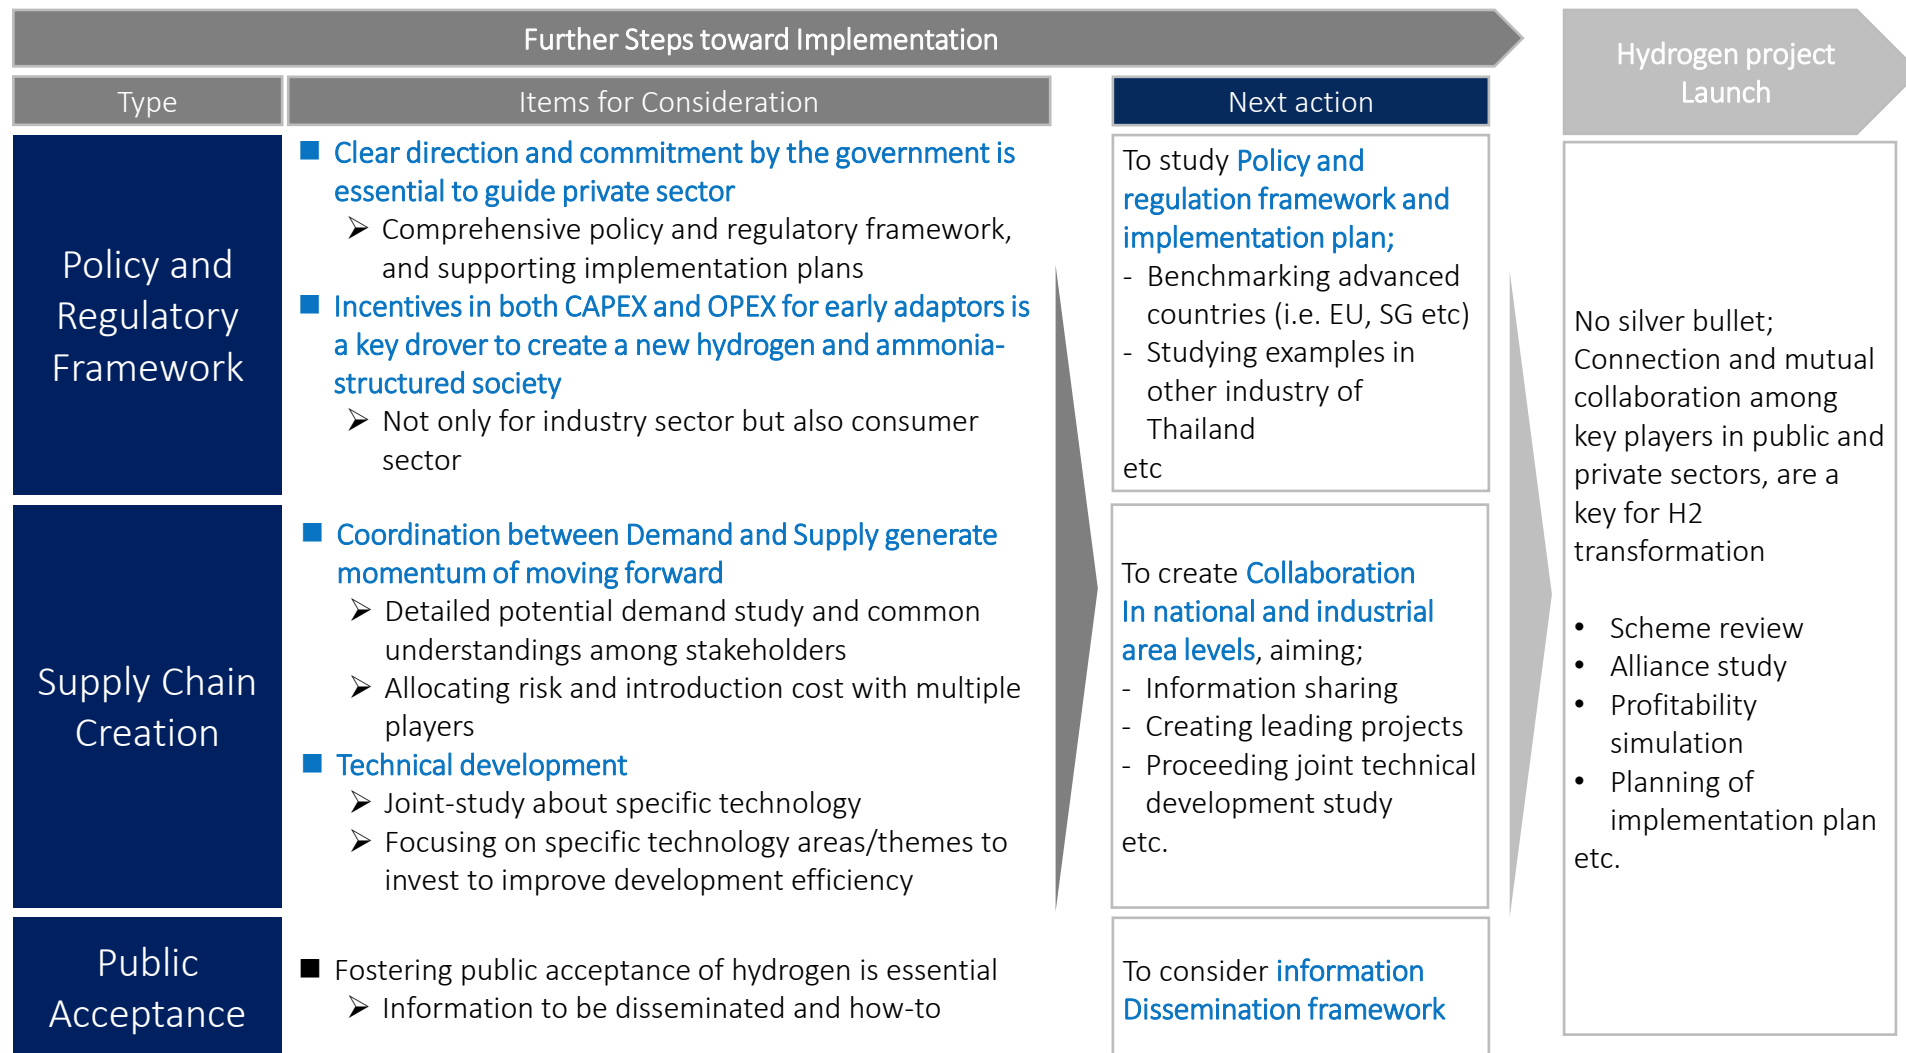 Further Steps toward Implementation
Hydrogen project
Launch
Type
Items for Consideration
Next action
Policy and
Regulatory
Framework
■ Clear direction and commitment by the government is
essential to guide private sector
➢ Comprehensive policy and regulatory framework,
and supporting implementation plans
■ Incentives in both CAPEX and OPEX for early adaptors is
a key drover to create a new hydrogen and ammonia-
structured society
➢ Not only for industry sector but also consumer
sector
To study Policy and
regulation framework and
implementation plan;
- Benchmarking advanced
countries (i.e. EU, SG etc)
- Studying examples in
other industry of
Thailand
etc
Supply Chain
Creation
■ Coordination between Demand and Supply generate
momentum of moving forward
➢ Detailed potential demand study and common
understandings among stakeholders
➢ Allocating risk and introduction cost with multiple
players
■ Technical development
➢ Joint-study about specific technology
➢ Focusing on specific technology areas/themes to
invest to improve development efficiency
To create Collaboration
In national and industrial
area levels, aiming;
- Information sharing
- Creating leading projects
- Proceeding joint technical
development study
etc.
Public
Acceptance
■ Fostering public acceptance of hydrogen is essential
➢ Information to be disseminated and how-to
To consider information
Dissemination framework
No silver bullet;
Connection and mutual
collaboration among
key players in public and
private sectors, are a
key for H2
transformation
• Scheme review
• Alliance study
• Profitability
simulation
• Planning of
implementation plan
etc.